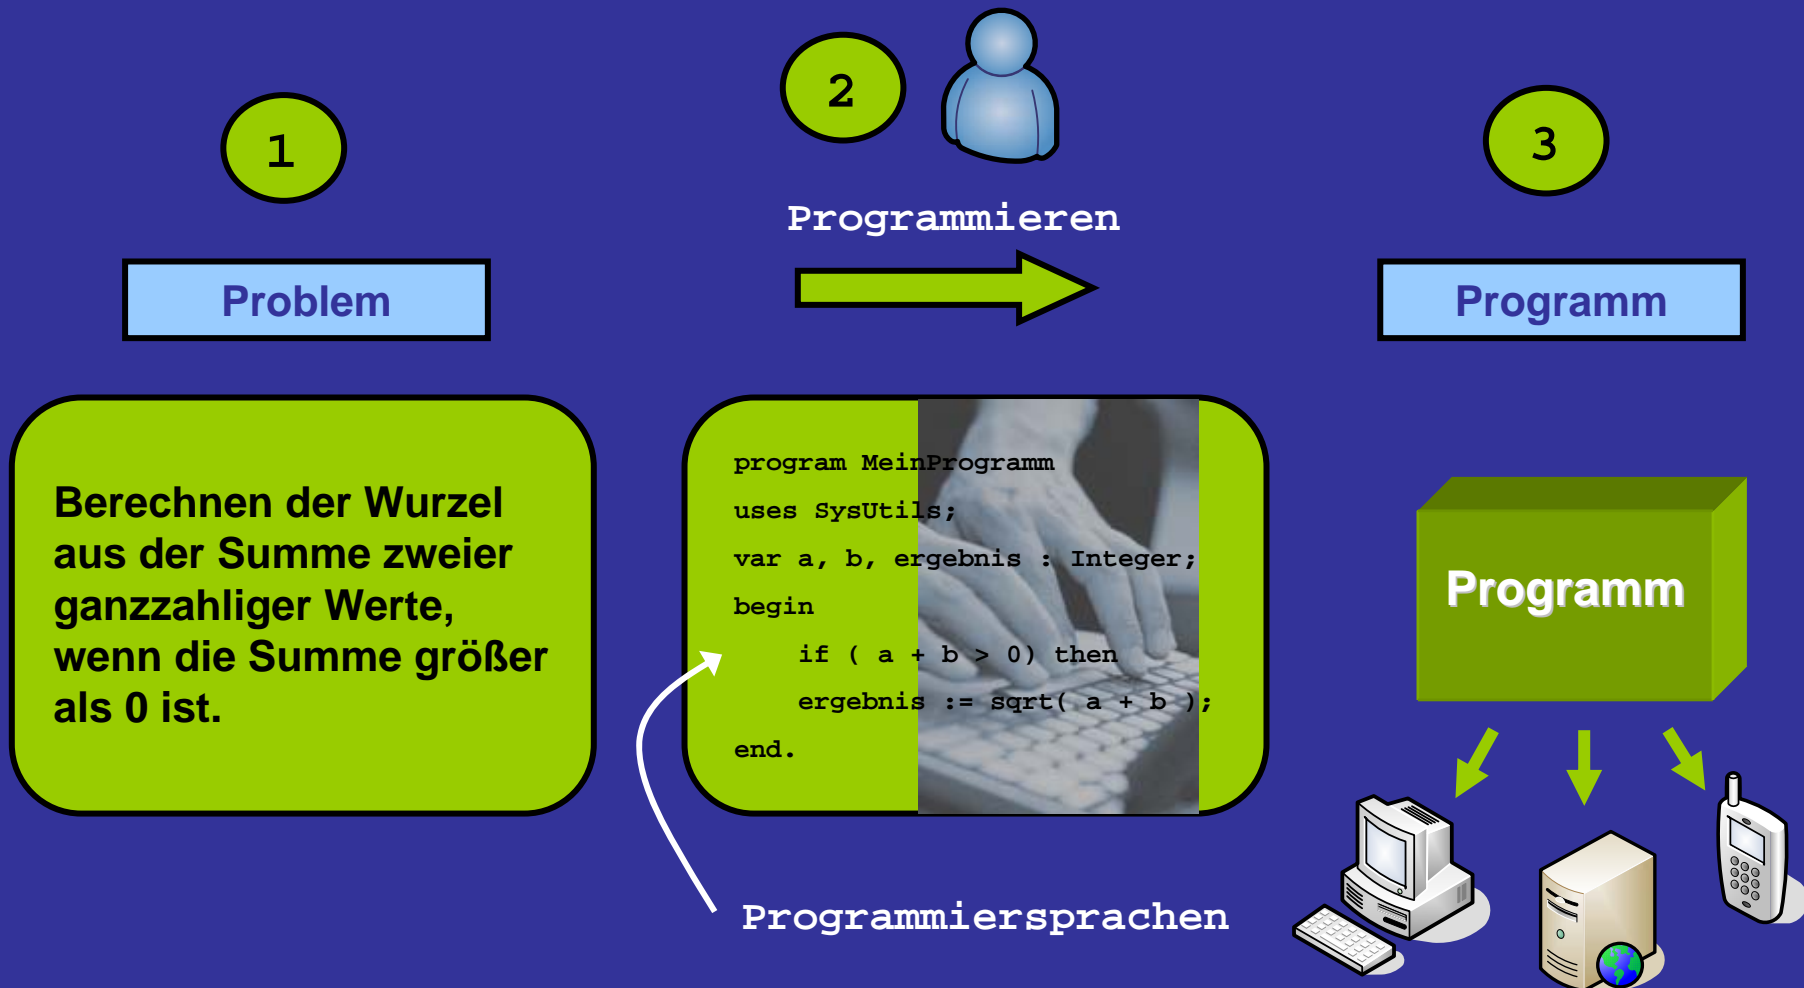 1
Problem
Berechnen der Wurzel
aus der Summe zweier
ganzzahliger Werte,
wenn die Summe größer
als 0 ist.
2
Programmieren
program MeinProgramm
uses SysUtils;
var a, b, ergebnis : Integer;
begin
if ( a + b > 0) then
ergebnis := sqrt( a + b );
end.
Programmiersprachen
3
Programm
Programm